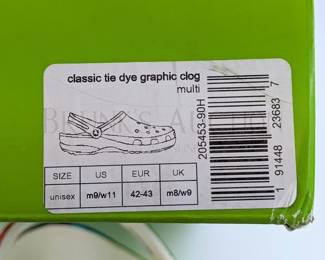 classic tie dye graphic clog
multi
205453-90H
1 91448 23683 7
SIZE US EUR UK
unisex m9/w11 42-43 m8/w9